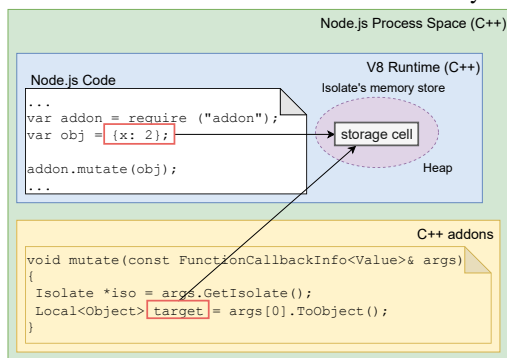 Node.js Process Space (C++)
V8 Runtime (C++)
Node.js Code
Isolate's memory store
...
var addon = require ("addon");
var obj = {x: 2};
storage cell
addon.mutate(obj);
Heap
...
C++ addons
void mutate(const FunctionCallbackInfo<Value>& args)
{
Isolate *iso = args.GetIsolate();
Local<Object> target = args[0].ToObject();
}